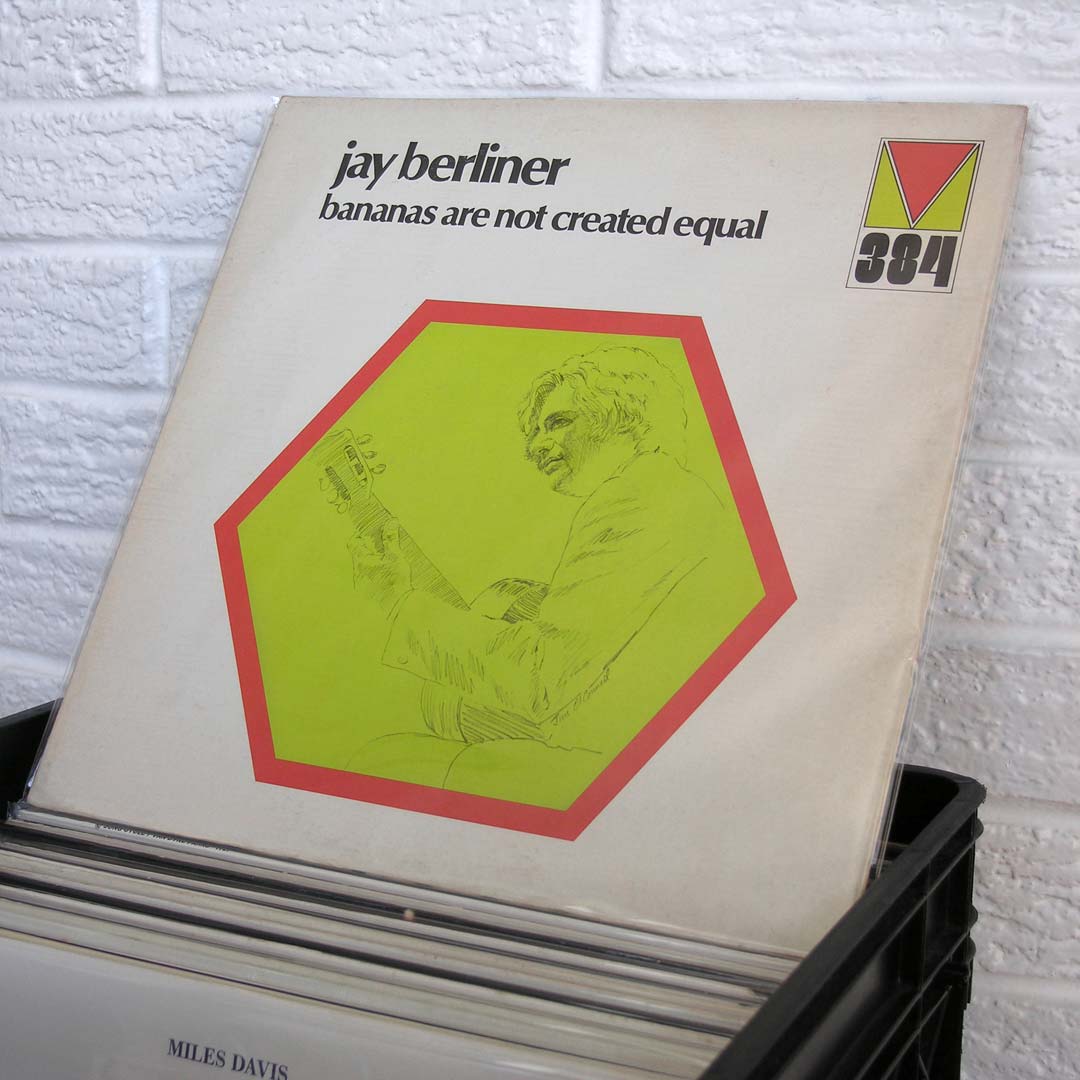 jay berliner
bananas are not created equal
384
MILES DAVIS